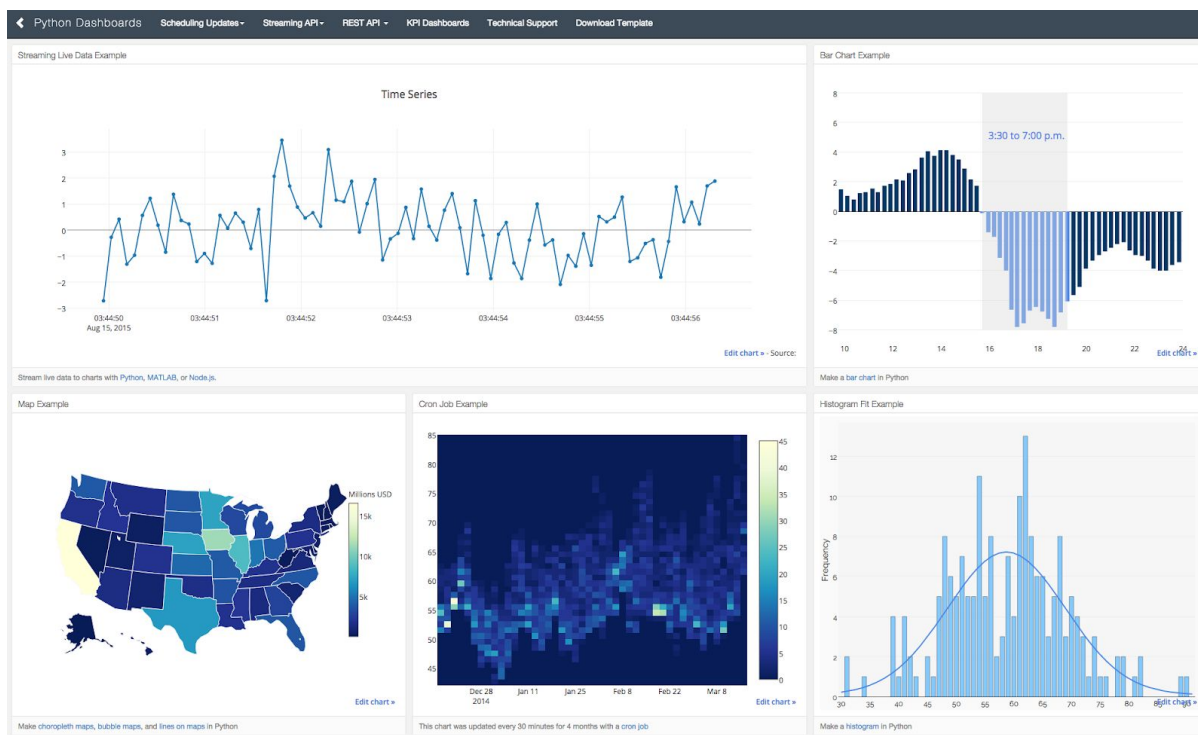 Python Dashboards Scheduling Updates Streaming API REST API KPI Dashboards Technical Support Download Template
Streaming Live Data Example
Time Series
3
2
1
0
−1
−2
−3
03:44:50 03:44:51 03:44:52 03:44:53 03:44:54 03:44:55 03:44:56
Aug 15, 2015
Edit chart » - Source:
Stream live data to charts with Python, MATLAB, or Node.js.
Bar Chart Example
8
6
4
2
0
−2
−4
−6
−8
3:30 to 7:00 p.m.
10 12 14 16 18 20 22 24
Edit chart »
Make a bar chart in Python
Map Example
Millions USD
15k
10k
5k
Edit chart »
Make choropleth maps, bubble maps, and lines on maps in Python
Cron Job Example
85
80
75
70
65
60
55
50
45
Dec 28 Jan 11 Jan 25 Feb 8 Feb 22 Mar 8
2014
45
40
35
30
25
20
15
10
5
0
Edit chart »
This chart was updated every 30 minutes for 4 months with a cron job
Histogram Fit Example
Frequency
12
10
8
6
4
2
0
30 35 40 45 50 55 60 65 70 75 80
Edit chart »
Make a histogram in Python